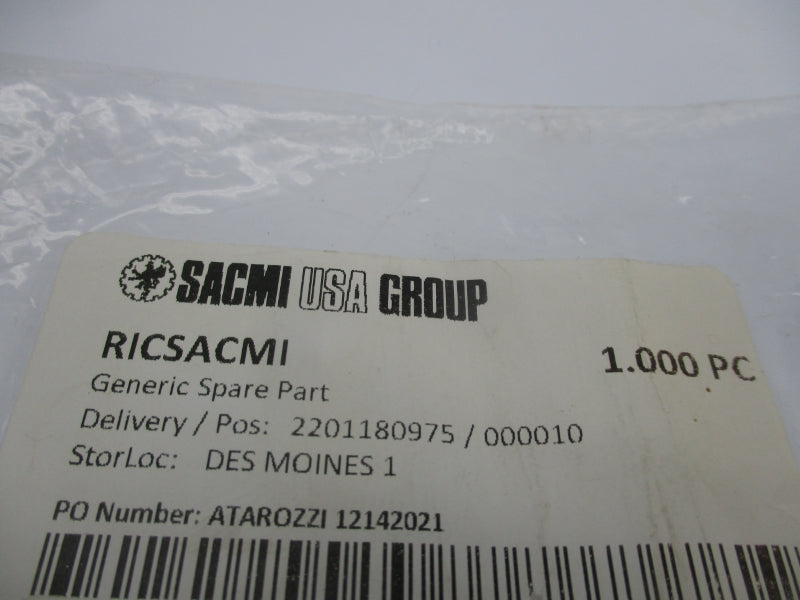 SACMI USA GROUP
RICSACMI 1.000 PC
Generic Spare Part
Delivery / Pos: 2201180975 / 000010
StorLoc: DES MOINES 1
PO Number: ATAROZZI 12142021